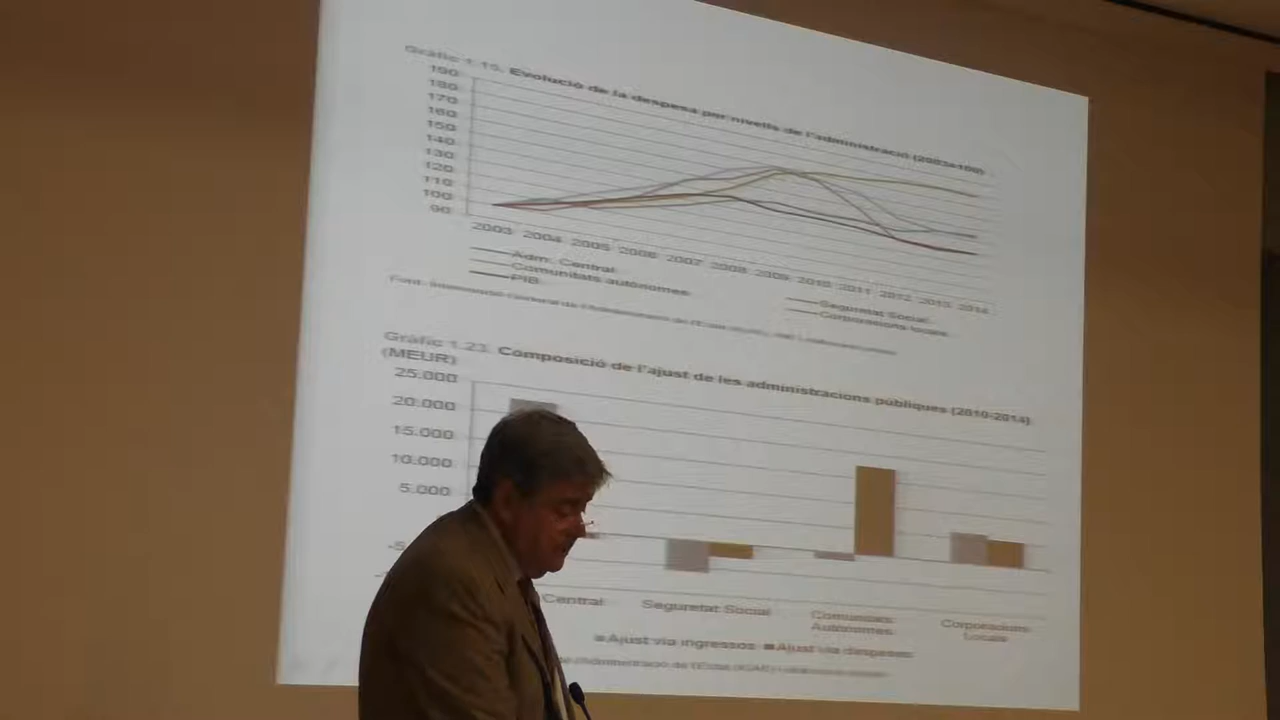 Gràfic 1.15. Evolució de la despesa per nivells de l'administració (2003=100)
190
180
170
160
150
140
130
120
110
100
90
2003 2004 2005 2006 2007 2008 2009 2010 2011 2012 2013 2014
Adm. Central
Comunitats autònomes
PIB
Seguretat Social
Corporacions locals
Gràfic 1.23. Composició de l'ajust de les administracions públiques (2010-2014)
(MEUR)
25.000
20.000
15.000
10.000
5.000
Central
Seguretat Social
Comunitats
Autònomes
Corporacions
Locals
Ajust via ingressos Ajust via despeses